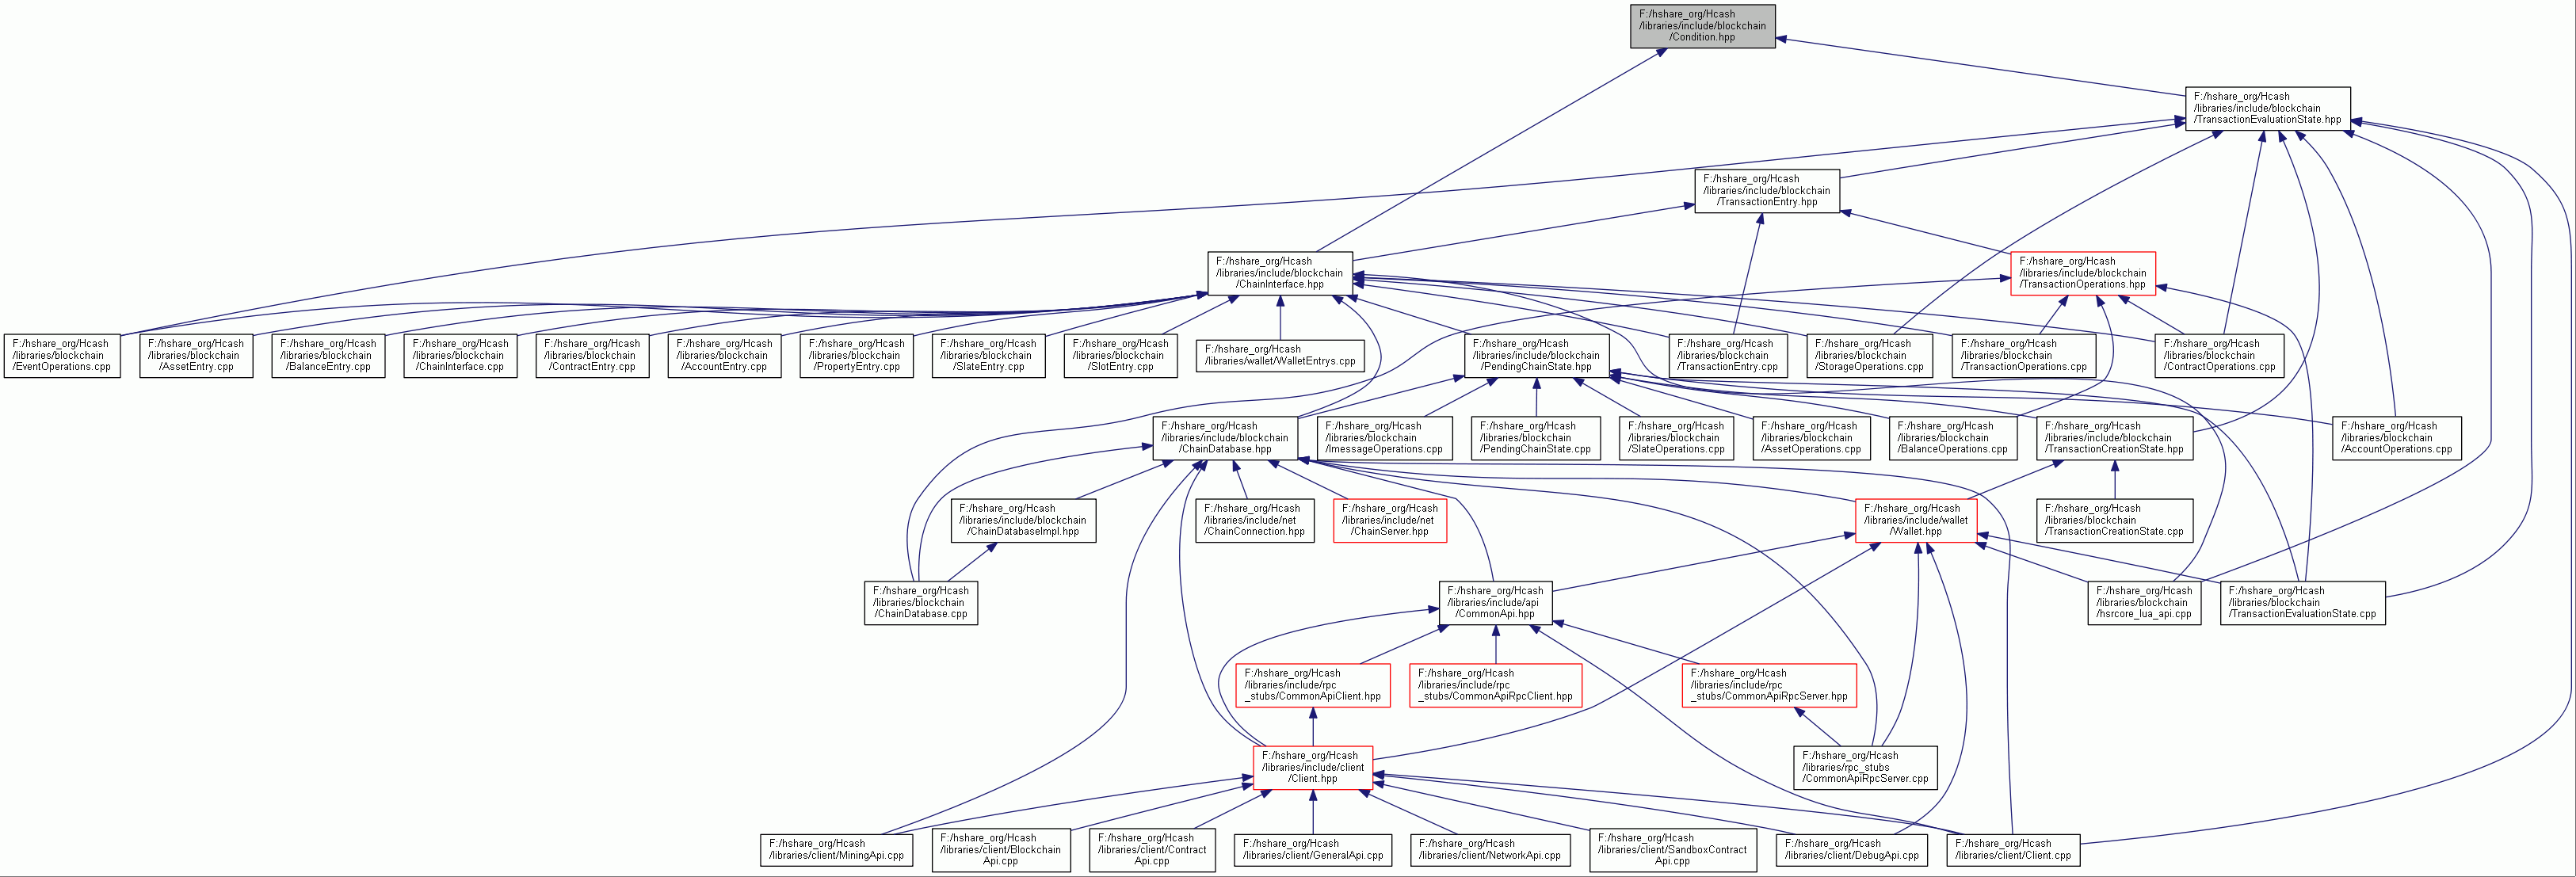 F:/hshare_org/Hcash
/libraries/include/blockchain
/Condition.hpp
F:/hshare_org/Hcash
/libraries/include/blockchain
/TransactionEvaluationState.hpp
F:/hshare_org/Hcash
/libraries/include/blockchain
/TransactionEntry.hpp
F:/hshare_org/Hcash
/libraries/include/blockchain
/ChainInterface.hpp
F:/hshare_org/Hcash
/libraries/include/blockchain
/TransactionOperations.hpp
F:/hshare_org/Hcash
/libraries/blockchain
/EventOperations.cpp
F:/hshare_org/Hcash
/libraries/blockchain
/AssetEntry.cpp
F:/hshare_org/Hcash
/libraries/blockchain
/BalanceEntry.cpp
F:/hshare_org/Hcash
/libraries/blockchain
/ChainInterface.cpp
F:/hshare_org/Hcash
/libraries/blockchain
/ContractEntry.cpp
F:/hshare_org/Hcash
/libraries/blockchain
/AccountEntry.cpp
F:/hshare_org/Hcash
/libraries/blockchain
/PropertyEntry.cpp
F:/hshare_org/Hcash
/libraries/blockchain
/SlateEntry.cpp
F:/hshare_org/Hcash
/libraries/blockchain
/SlotEntry.cpp
F:/hshare_org/Hcash
/libraries/wallet/WalletEntrys.cpp
F:/hshare_org/Hcash
/libraries/include/blockchain
/PendingChainState.hpp
F:/hshare_org/Hcash
/libraries/blockchain
/TransactionEntry.cpp
F:/hshare_org/Hcash
/libraries/blockchain
/StorageOperations.cpp
F:/hshare_org/Hcash
/libraries/blockchain
/TransactionOperations.cpp
F:/hshare_org/Hcash
/libraries/blockchain
/ContractOperations.cpp
F:/hshare_org/Hcash
/libraries/include/blockchain
/ChainDatabase.hpp
F:/hshare_org/Hcash
/libraries/blockchain
/ImessageOperations.cpp
F:/hshare_org/Hcash
/libraries/blockchain
/PendingChainState.cpp
F:/hshare_org/Hcash
/libraries/blockchain
/SlateOperations.cpp
F:/hshare_org/Hcash
/libraries/blockchain
/AssetOperations.cpp
F:/hshare_org/Hcash
/libraries/blockchain
/BalanceOperations.cpp
F:/hshare_org/Hcash
/libraries/include/blockchain
/TransactionCreationState.hpp
F:/hshare_org/Hcash
/libraries/blockchain
/AccountOperations.cpp
F:/hshare_org/Hcash
/libraries/include/blockchain
/ChainDatabaseImpl.hpp
F:/hshare_org/Hcash
/libraries/include/net
/ChainConnection.hpp
F:/hshare_org/Hcash
/libraries/include/net
/ChainServer.hpp
F:/hshare_org/Hcash
/libraries/include/wallet
/Wallet.hpp
F:/hshare_org/Hcash
/libraries/blockchain
/TransactionCreationState.cpp
F:/hshare_org/Hcash
/libraries/blockchain
/ChainDatabase.cpp
F:/hshare_org/Hcash
/libraries/include/api
/CommonApi.hpp
F:/hshare_org/Hcash
/libraries/blockchain
/hsrcore_lua_api.cpp
F:/hshare_org/Hcash
/libraries/blockchain
/TransactionEvaluationState.cpp
F:/hshare_org/Hcash
/libraries/include/rpc
_stubs/CommonApiClient.hpp
F:/hshare_org/Hcash
/libraries/include/rpc
_stubs/CommonApiRpcClient.hpp
F:/hshare_org/Hcash
/libraries/include/rpc
_stubs/CommonApiRpcServer.hpp
F:/hshare_org/Hcash
/libraries/include/client
/Client.hpp
F:/hshare_org/Hcash
/libraries/rpc_stubs
/CommonApiRpcServer.cpp
F:/hshare_org/Hcash
/libraries/client/MiningApi.cpp
F:/hshare_org/Hcash
/libraries/client/Blockchain
Api.cpp
F:/hshare_org/Hcash
/libraries/client/Contract
Api.cpp
F:/hshare_org/Hcash
/libraries/client/GeneralApi.cpp
F:/hshare_org/Hcash
/libraries/client/NetworkApi.cpp
F:/hshare_org/Hcash
/libraries/client/SandboxContract
Api.cpp
F:/hshare_org/Hcash
/libraries/client/DebugApi.cpp
F:/hshare_org/Hcash
/libraries/client/Client.cpp